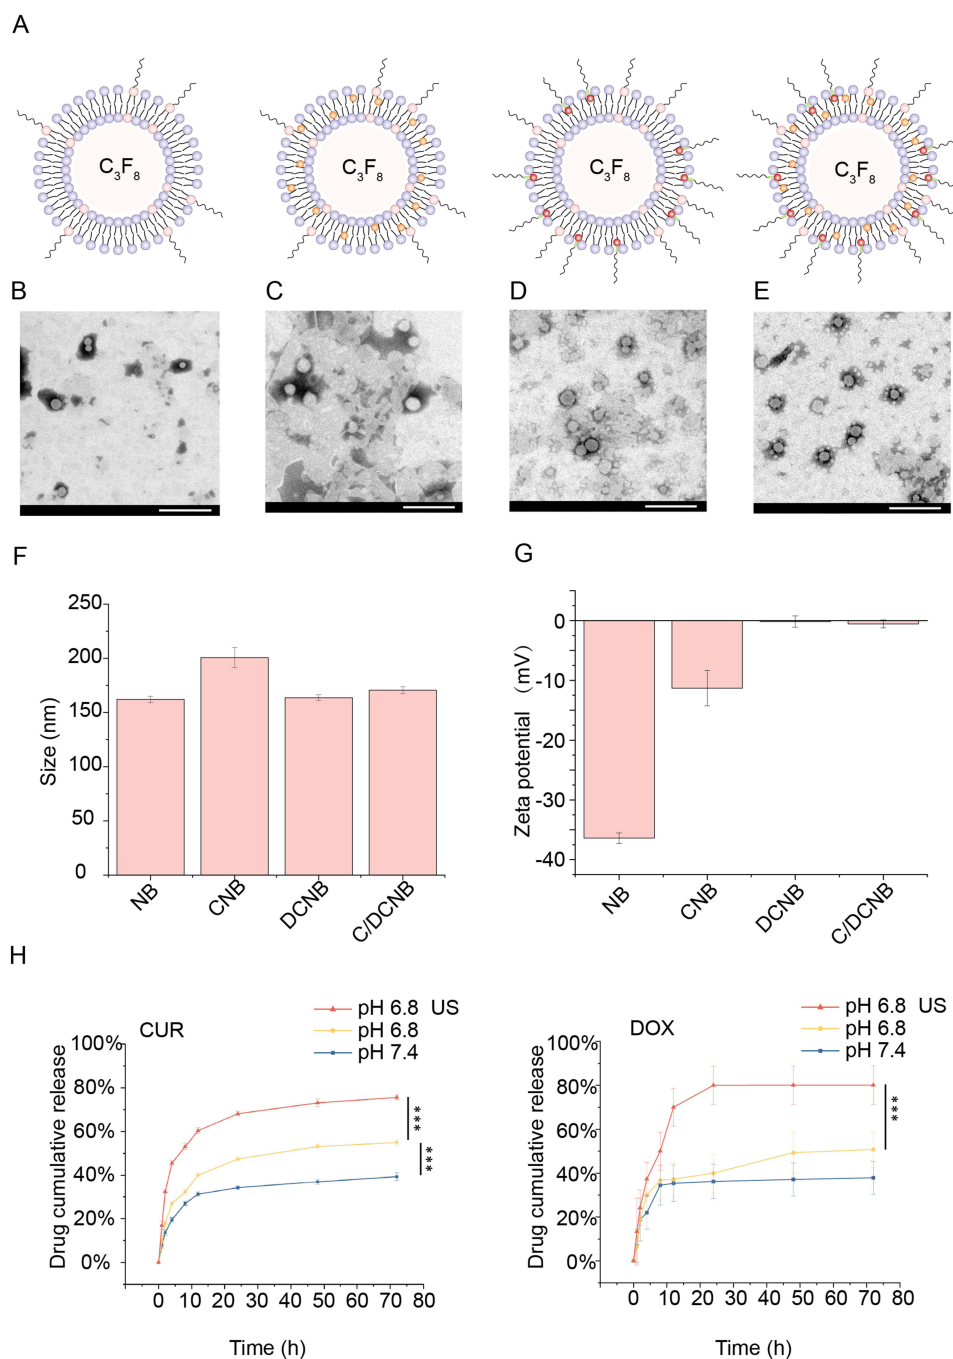 A
C3F8 C3F8 C3F8 C3F8
B C D E
F
Size (nm)
250
200
150
100
50
0
NB CNB DCNB C/DCNB
G
Zeta potential (mV)
0
-10
-20
-30
-40
NB CNB DCNB C/DCNB
H
CUR
pH 6.8 US
pH 6.8
pH 7.4
Drug cumulative release
100%
80%
60%
40%
20%
0%
***
***
0 10 20 30 40 50 60 70 80
Time (h)
DOX
pH 6.8 US
pH 6.8
pH 7.4
Drug cumulative release
100%
80%
60%
40%
20%
0%
***
0 10 20 30 40 50 60 70 80
Time (h)